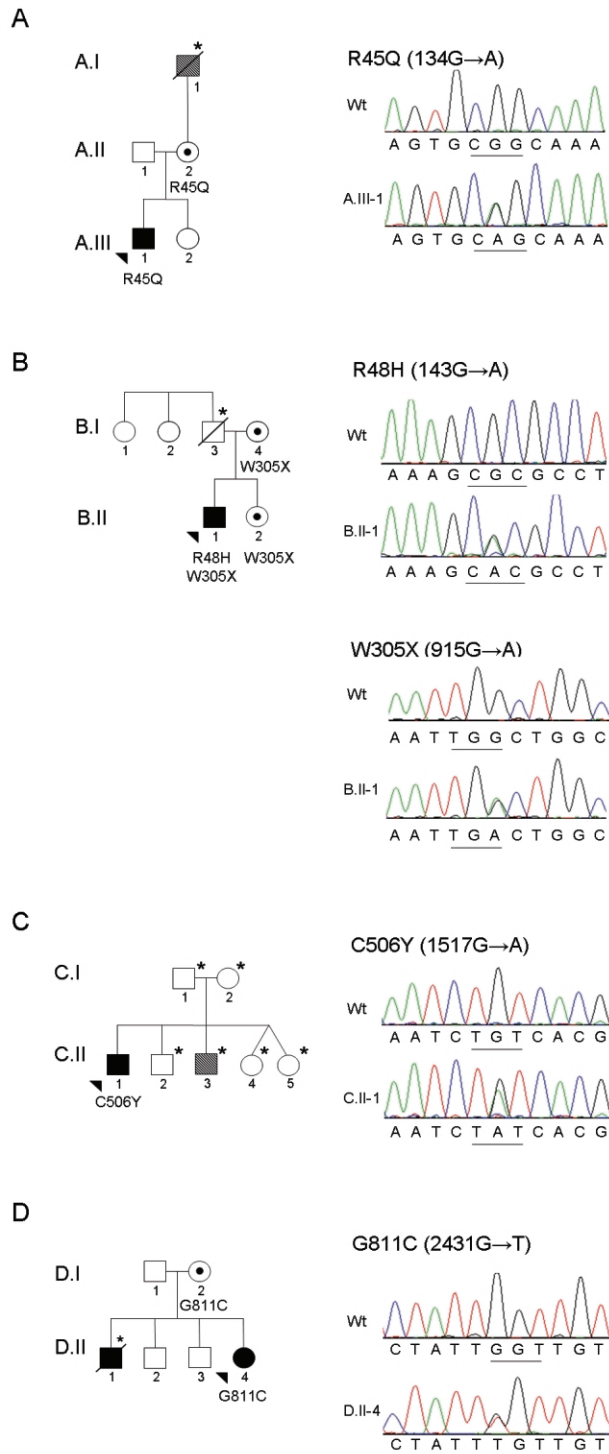 A
A.I
*
1
A.II
1
2
R45Q
A.III
1
2
R45Q
R45Q (134G→A)
Wt
A G T G C G G C A A A
A.III-1
A G T G C A G C A A A
B
B.I
*
1
2
3
4
W305X
B.II
1
2
R48H
W305X
W305X
R48H (143G→A)
Wt
A A A G C G C G C C T
B.II-1
A A A G C A C G C C T
W305X (915G→A)
Wt
A A T T G G C T G G C
B.II-1
A A T T G A C T G G C
C
C.I
* *
1
2
C.II
* * * *
1
2
3
4
5
C506Y
C506Y (1517G→A)
Wt
A A T C T G T C A C G
C.II-1
A A T C T A T C A C G
D
D.I
1
2
G811C
D.II
*
1
2
3
4
G811C
G811C (2431G→T)
Wt
C T A T T G G T T G T
D.II-4
C T A T T T G T T G T